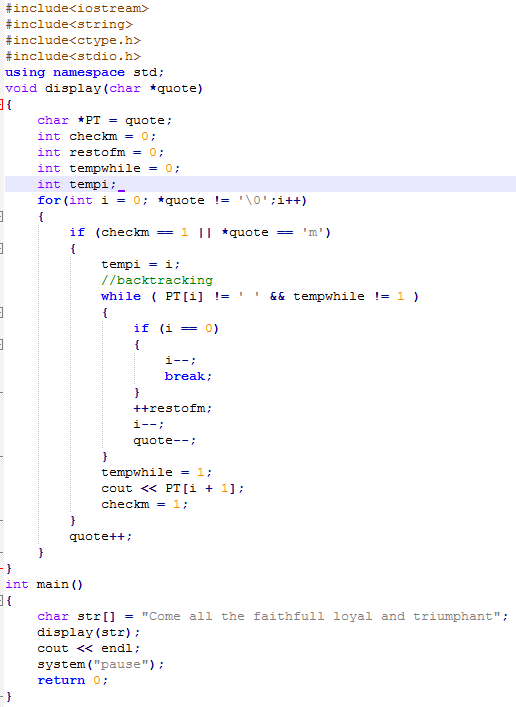 #include<iostream>
#include<string>
#include<ctype.h>
#include<stdio.h>
using namespace std;
void display(char *quote)
{
    char *PT = quote;
    int checkm = 0;
    int restofm = 0;
    int tempwhile = 0;
    int tempi;
    for(int i = 0; *quote != '\0';i++)
    {
        if (checkm == 1 || *quote == 'm')
        {
            tempi = i;
            //backtracking
            while ( PT[i] != ' ' && tempwhile != 1 )
            {
                if (i == 0)
                {
                    i--;
                    break;
                }
                ++restofm;
                i--;
                quote--;
            }
            tempwhile = 1;
            cout << PT[i + 1];
            checkm = 1;
        }
        quote++;
    }
}
int main()
{
    char str[] = "Come all the faithfull loyal and triumphant";
    display(str);
    cout << endl;
    system("pause");
    return 0;
}